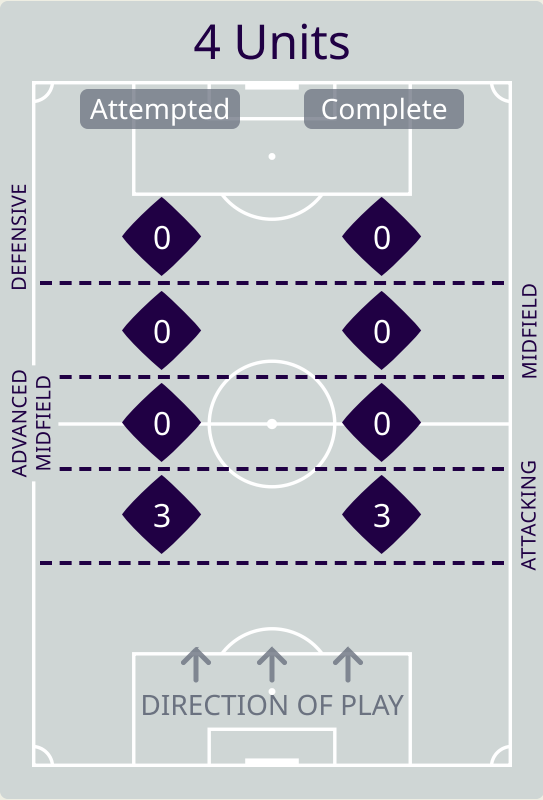 4 Units
Attempted Complete
DEFENSIVE
0 0
MIDFIELD
0 0
ADVANCED
MIDFIELD
0 0
ATTACKING
3 3
DIRECTION OF PLAY